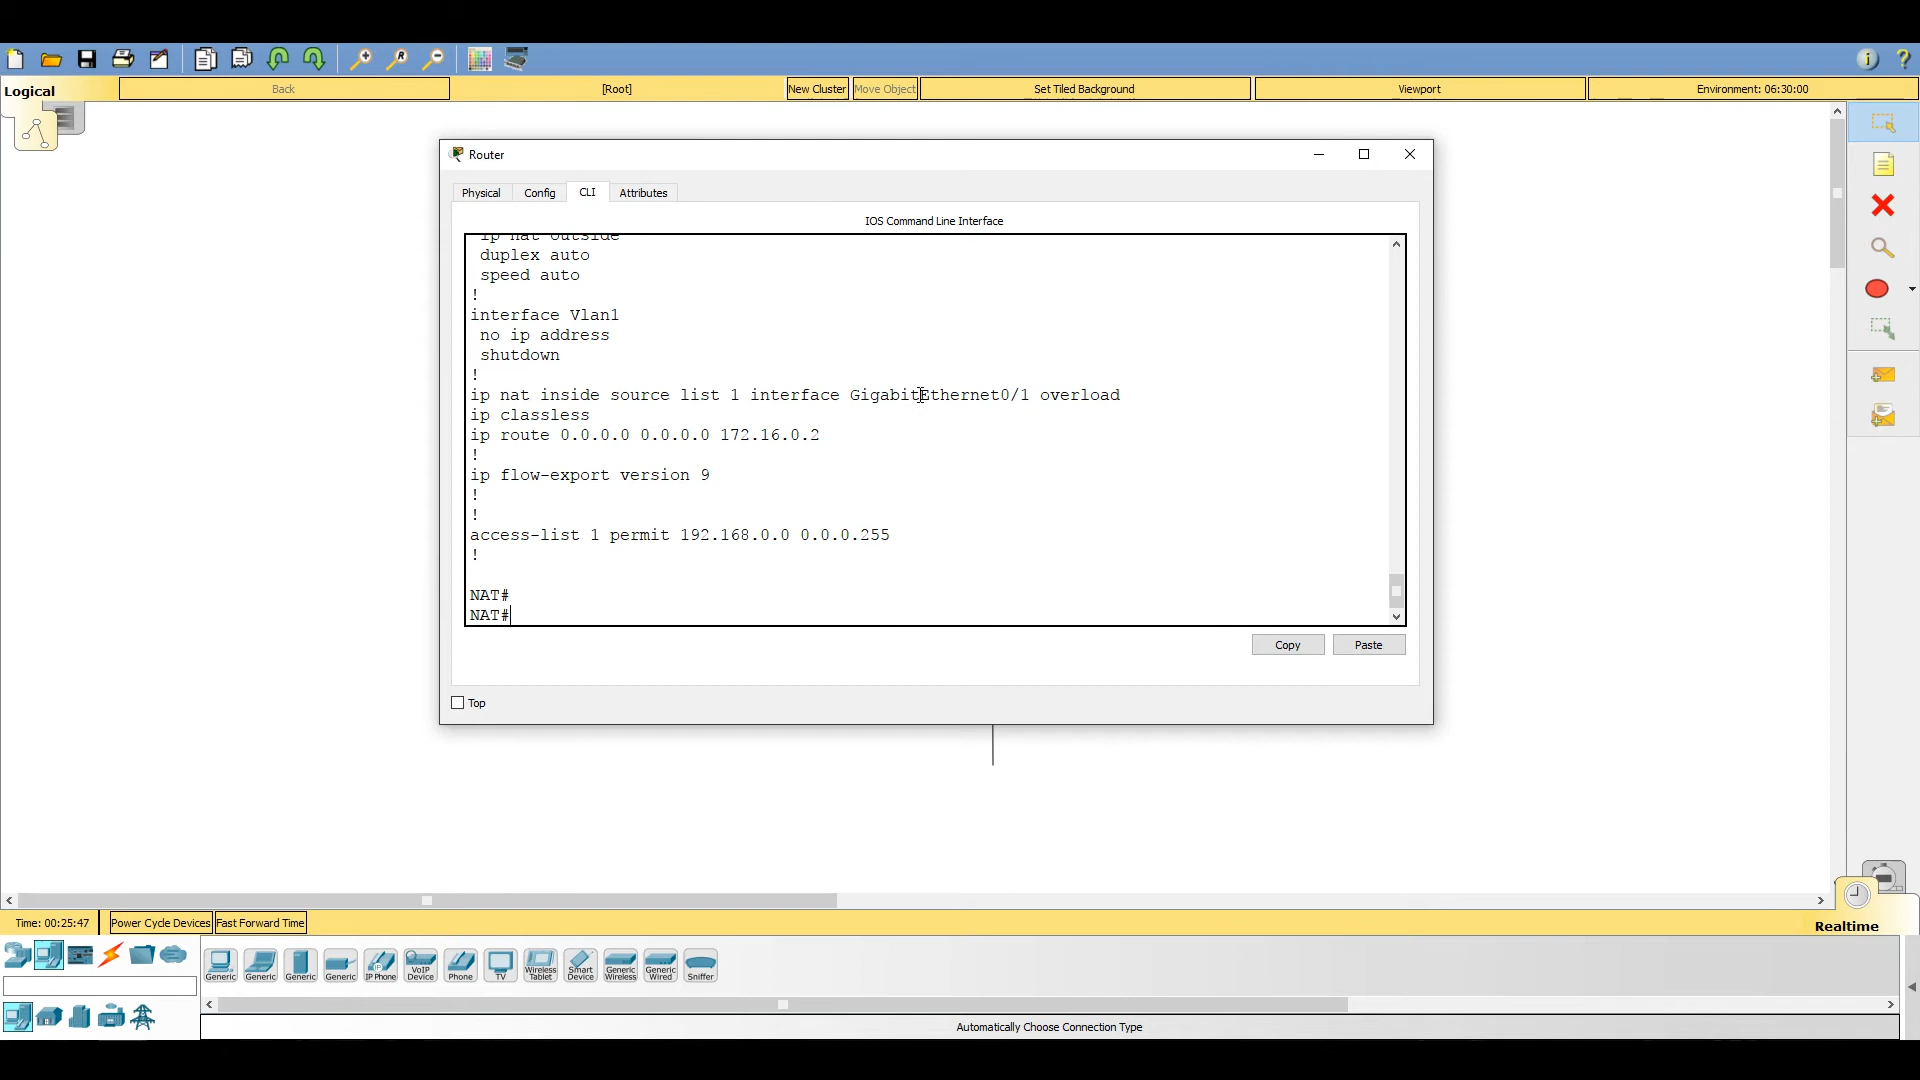 Logical
Back
[Root]
New Cluster
Move Object
Set Tiled Background
Viewport
Environment: 06:30:00
Router
Physical
Config
CLI
Attributes
IOS Command Line Interface
ip nat outside
duplex auto
speed auto
!
interface Vlan1
no ip address
shutdown
!
ip nat inside source list 1 interface GigabitEthernet0/1 overload
ip classless
ip route 0.0.0.0 0.0.0.0 172.16.0.2
!
ip flow-export version 9
!
!
access-list 1 permit 192.168.0.0 0.0.0.255
!
NAT#
NAT#
Copy
Paste
Top
Time: 00:25:47
Power Cycle Devices
Fast Forward Time
Realtime
Generic
Generic
Generic
Generic
IP Phone
VoIP
Device
Phone
TV
Wireless
Tablet
Smart
Device
Generic
Wireless
Generic
Wired
Sniffer
Automatically Choose Connection Type